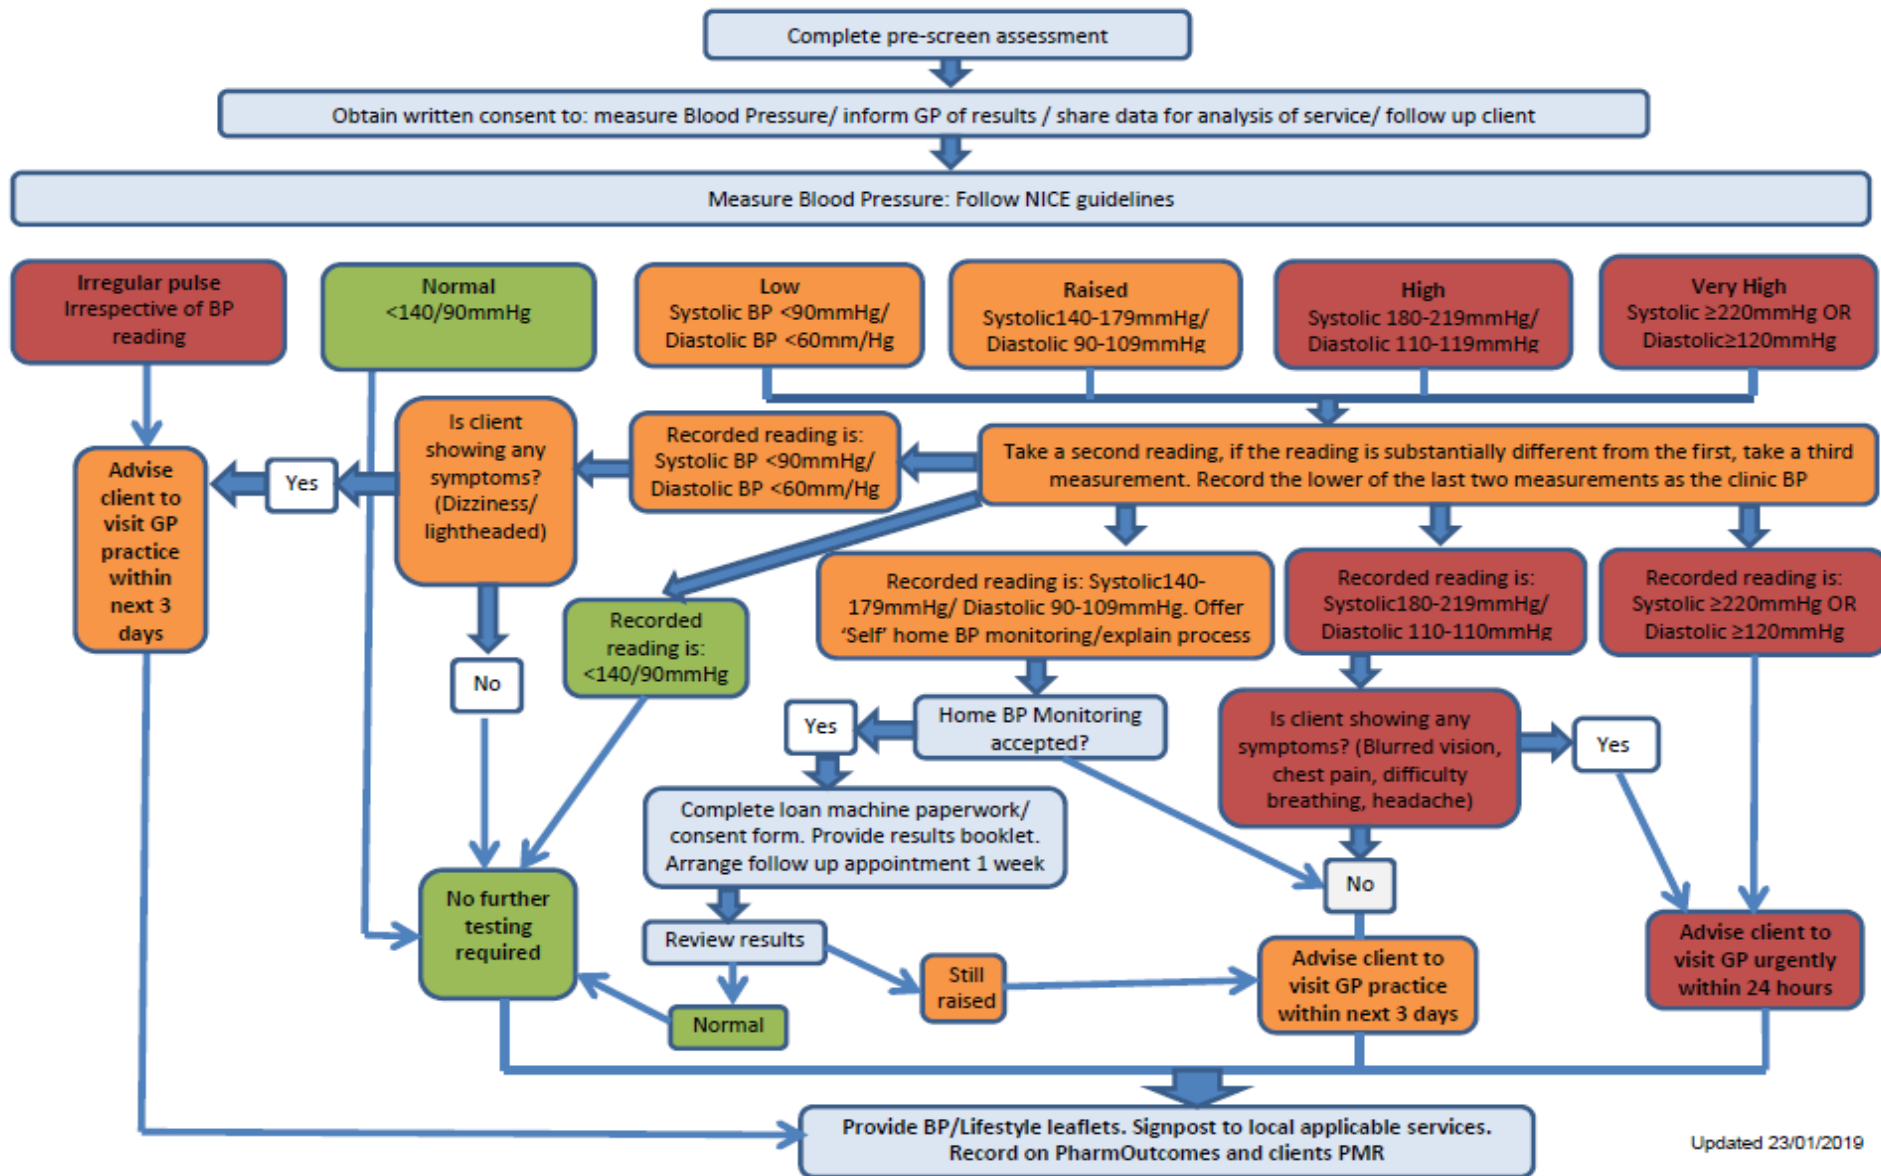 Complete pre-screen assessment
Obtain written consent to: measure Blood Pressure/ inform GP of results / share data for analysis of service/ follow up client
Measure Blood Pressure: Follow NICE guidelines
Irregular pulse
Irrespective of BP
reading
Normal
<140/90mmHg
Low
Systolic BP <90mmHg/
Diastolic BP <60mm/Hg
Raised
Systolic140-179mmHg/
Diastolic 90-109mmHg
High
Systolic 180-219mmHg/
Diastolic 110-119mmHg
Very High
Systolic ≥220mmHg OR
Diastolic≥120mmHg
Advise
client to
visit GP
practice
within
next 3
days
Yes
Is client
showing any
symptoms?
(Dizziness/
lightheaded)
Recorded reading is:
Systolic BP <90mmHg/
Diastolic BP <60mm/Hg
Take a second reading, if the reading is substantially different from the first, take a third
measurement. Record the lower of the last two measurements as the clinic BP
No
Recorded
reading is:
<140/90mmHg
Recorded reading is: Systolic140-
179mmHg/ Diastolic 90-109mmHg. Offer
‘Self’ home BP monitoring/explain process
Recorded reading is:
Systolic180-219mmHg/
Diastolic 110-110mmHg
Recorded reading is:
Systolic ≥220mmHg OR
Diastolic ≥120mmHg
Yes
Home BP Monitoring
accepted?
Is client showing any
symptoms? (Blurred vision,
chest pain, difficulty
breathing, headache)
Yes
Complete loan machine paperwork/
consent form. Provide results booklet.
Arrange follow up appointment 1 week
No
No further
testing
required
Review results
Normal
Still
raised
Advise client to
visit GP practice
within next 3 days
Advise client to
visit GP urgently
within 24 hours
Provide BP/Lifestyle leaflets. Signpost to local applicable services.
Record on PharmOutcomes and clients PMR
Updated 23/01/2019